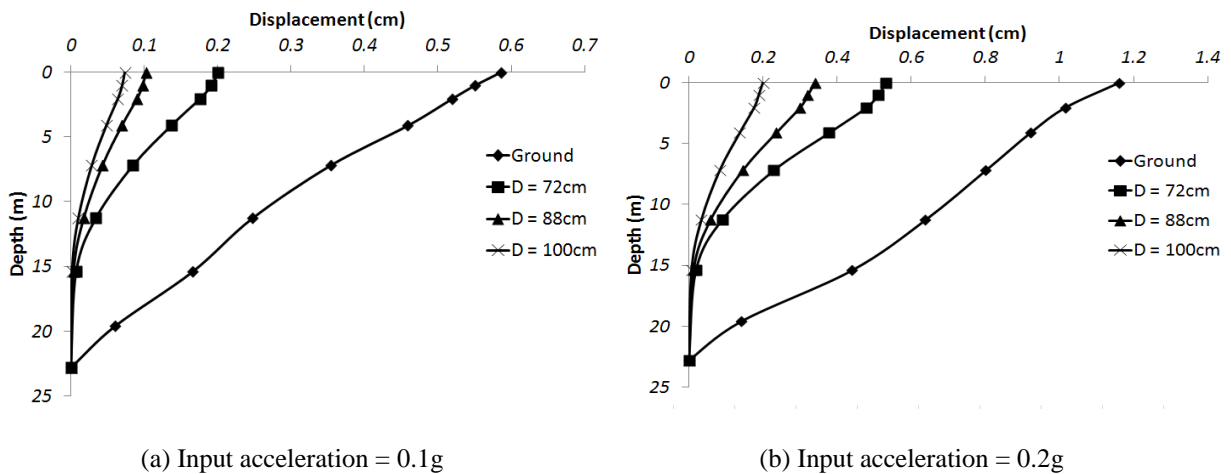 Displacement (cm)
0 0.1 0.2 0.3 0.4 0.5 0.6 0.7
0
5
10
15
20
25
Depth (m)
Ground
D = 72cm
D = 88cm
D = 100cm
(a) Input acceleration = 0.1g
Displacement (cm)
0 0.2 0.4 0.6 0.8 1 1.2 1.4
0
5
10
15
20
25
Depth (m)
Ground
D = 72cm
D = 88cm
D = 100cm
(b) Input acceleration = 0.2g